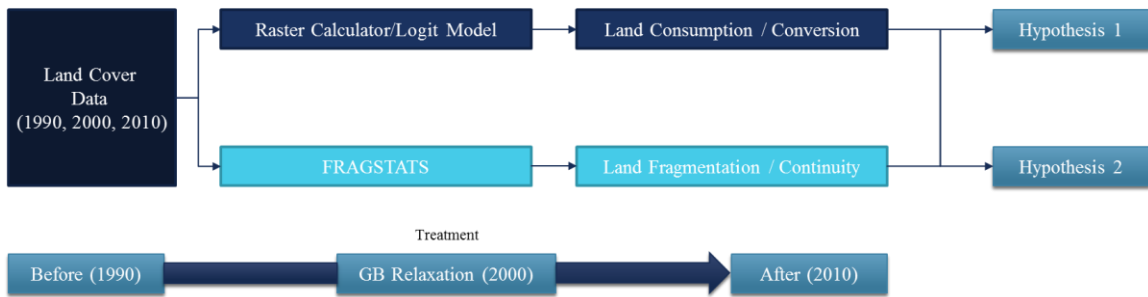 Land Cover
Data
(1990, 2000, 2010)
Raster Calculator/Logit Model
Land Consumption / Conversion
Hypothesis 1
FRAGSTATS
Land Fragmentation / Continuity
Hypothesis 2
Treatment
Before (1990)
GB Relaxation (2000)
After (2010)